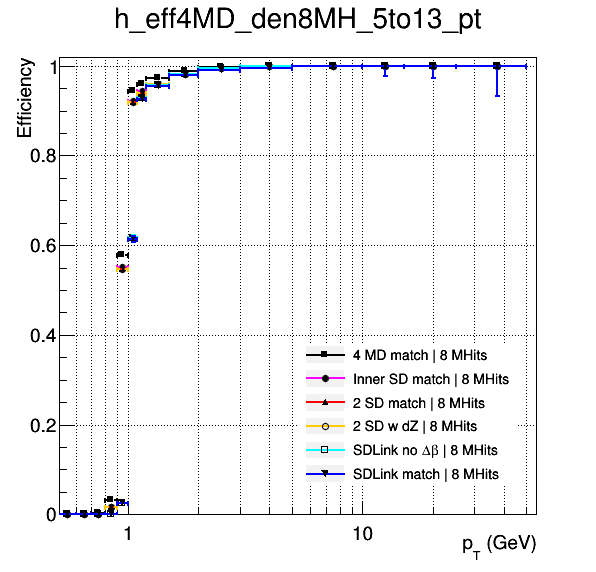 h_eff4MD_den8MH_5to13_pt
Efficiency
1
0.8
0.6
0.4
0.2
0
4 MD match | 8 MHits
Inner SD match | 8 MHits
2 SD match | 8 MHits
2 SD w dZ | 8 MHits
SDLink no Δβ | 8 MHits
SDLink match | 8 MHits
1 10
p_T (GeV)